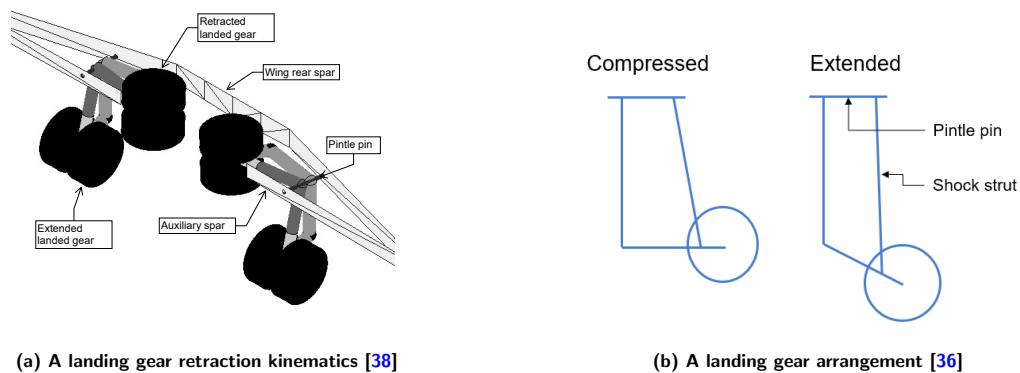 Retracted
landed gear
Wing rear spar
Pintle pin
Extended
landed gear
Auxiliary spar
(a) A landing gear retraction kinematics [38]
Compressed
Extended
Pintle pin
Shock strut
(b) A landing gear arrangement [36]